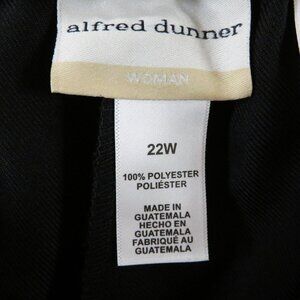 alfred dunner
WOMAN
22W
100% POLYESTER
POLIÉSTER
MADE IN
GUATEMALA
HECHO EN
GUATEMALA
FABRIQUÉ AU
GUATEMALA